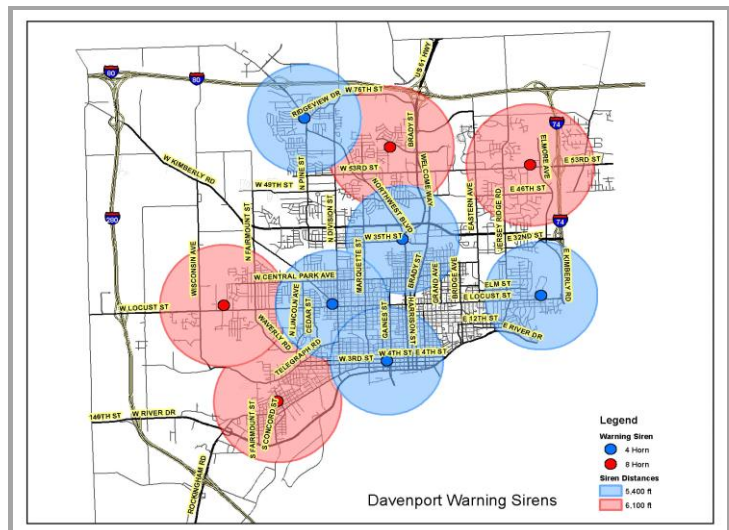 US 61 HWY
80
80
W 76TH ST
RIDGEVIEW DR
BRADY ST
74
ELMORE AVE
W KIMBERLY RD
N PINE ST
W 53RD ST
WELCOME WAY
E 53RD ST
W 49TH ST
NORTHWEST BLVD
EASTERN AVE
JERSEY RIDGE RD
E 46TH ST
280
WISCONSIN AVE
N FAIRMOUNT ST
N DIVISION ST
MARQUETTE ST
W 35TH ST
E 32ND ST
74
W CENTRAL PARK AVE
BRADY ST
GRAND AVE
BRIDGE AVE
ELM ST
E KIMBERLY RD
W LOCUST ST
N LINCOLN AVE
CEDAR ST
GAINES ST
HARRISON ST
E LOCUST ST
WAVERLY RD
E 12TH ST
E RIVER DR
TELEGRAPH RD
W 3RD ST
W 4TH ST
E 4TH ST
140TH ST
W RIVER DR
S FAIRMOUNT ST
S CONCORD ST
ROCKINGHAM RD
Legend
Warning Siren
4 Horn
8 Horn
Siren Distances
5,400 ft
6,100 ft
Davenport Warning Sirens